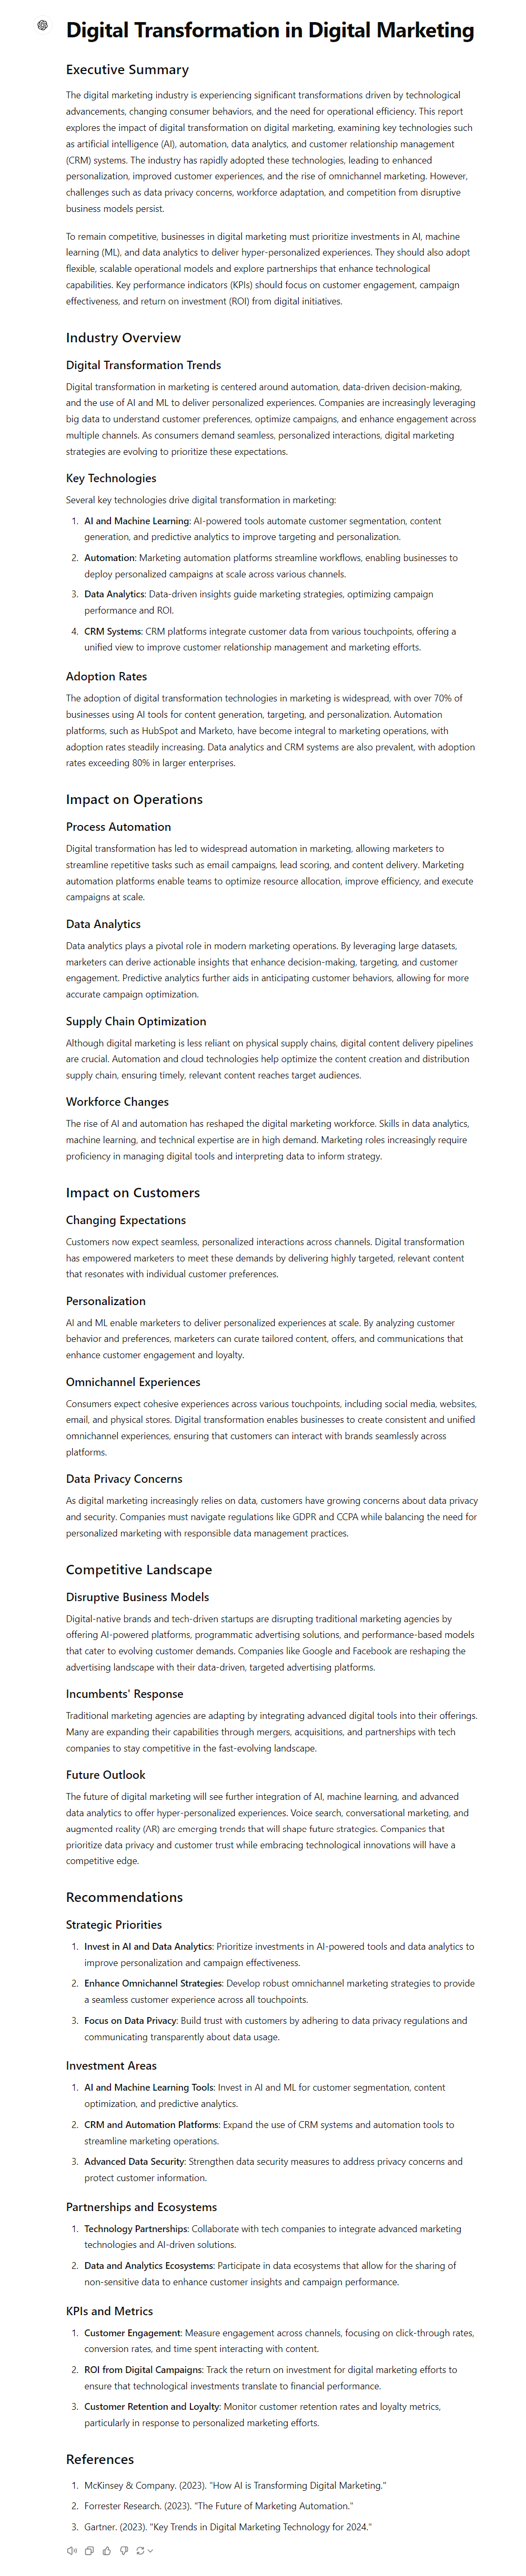 Digital Transformation in Digital Marketing
Executive Summary
The digital marketing industry is experiencing significant transformations driven by technological
advancements, changing consumer behaviors, and the need for operational efficiency. This report
explores the impact of digital transformation on digital marketing, examining key technologies such
as artificial intelligence (AI), automation, data analytics, and customer relationship management
(CRM) systems. The industry has rapidly adopted these technologies, leading to enhanced
personalization, improved customer experiences, and the rise of omnichannel marketing. However,
challenges such as data privacy concerns, workforce adaptation, and competition from disruptive
business models persist.
To remain competitive, businesses in digital marketing must prioritize investments in AI, machine
learning (ML), and data analytics to deliver hyper-personalized experiences. They should also adopt
flexible, scalable operational models and explore partnerships that enhance technological
capabilities. Key performance indicators (KPIs) should focus on customer engagement, campaign
effectiveness, and return on investment (ROI) from digital initiatives.
Industry Overview
Digital Transformation Trends
Digital transformation in marketing is centered around automation, data-driven decision-making,
and the use of AI and ML to deliver personalized experiences. Companies are increasingly leveraging
big data to understand customer preferences, optimize campaigns, and enhance engagement across
multiple channels. As consumers demand seamless, personalized interactions, digital marketing
strategies are evolving to prioritize these expectations.
Key Technologies
Several key technologies drive digital transformation in marketing:
1. AI and Machine Learning: AI-powered tools automate customer segmentation, content
generation, and predictive analytics to improve targeting and personalization.
2. Automation: Marketing automation platforms streamline workflows, enabling businesses to
deploy personalized campaigns at scale across various channels.
3. Data Analytics: Data-driven insights guide marketing strategies, optimizing campaign
performance and ROI.
4. CRM Systems: CRM platforms integrate customer data from various touchpoints, offering a
unified view to improve customer relationship management and marketing efforts.
Adoption Rates
The adoption of digital transformation technologies in marketing is widespread, with over 70% of
businesses using AI tools for content generation, targeting, and personalization. Automation
platforms, such as HubSpot and Marketo, have become integral to marketing operations, with
adoption rates steadily increasing. Data analytics and CRM systems are also prevalent, with adoption
rates exceeding 80% in larger enterprises.
Impact on Operations
Process Automation
Digital transformation has led to widespread automation in marketing, allowing marketers to
streamline repetitive tasks such as email campaigns, lead scoring, and content delivery. Marketing
automation platforms enable teams to optimize resource allocation, improve efficiency, and execute
campaigns at scale.
Data Analytics
Data analytics plays a pivotal role in modern marketing operations. By leveraging large datasets,
marketers can derive actionable insights that enhance decision-making, targeting, and customer
engagement. Predictive analytics further aids in anticipating customer behaviors, allowing for more
accurate campaign optimization.
Supply Chain Optimization
Although digital marketing is less reliant on physical supply chains, digital content delivery pipelines
are crucial. Automation and cloud technologies help optimize the content creation and distribution
supply chain, ensuring timely, relevant content reaches target audiences.
Workforce Changes
The rise of AI and automation has reshaped the digital marketing workforce. Skills in data analytics,
machine learning, and technical expertise are in high demand. Marketing roles increasingly require
proficiency in managing digital tools and interpreting data to inform strategy.
Impact on Customers
Changing Expectations
Customers now expect seamless, personalized interactions across channels. Digital transformation
has empowered marketers to meet these demands by delivering highly targeted, relevant content
that resonates with individual customer preferences.
Personalization
AI and ML enable marketers to deliver personalized experiences at scale. By analyzing customer
behavior and preferences, marketers can curate tailored content, offers, and communications that
enhance customer engagement and loyalty.
Omnichannel Experiences
Consumers expect cohesive experiences across various touchpoints, including social media, websites,
email, and physical stores. Digital transformation enables businesses to create consistent and unified
omnichannel experiences, ensuring that customers can interact with brands seamlessly across
platforms.
Data Privacy Concerns
As digital marketing increasingly relies on data, customers have growing concerns about data privacy
and security. Companies must navigate regulations like GDPR and CCPA while balancing the need for
personalized marketing with responsible data management practices.
Competitive Landscape
Disruptive Business Models
Digital-native brands and tech-driven startups are disrupting traditional marketing agencies by
offering AI-powered platforms, programmatic advertising solutions, and performance-based models
that cater to evolving customer demands. Companies like Google and Facebook are reshaping the
advertising landscape with their data-driven, targeted advertising platforms.
Incumbents' Response
Traditional marketing agencies are adapting by integrating advanced digital tools into their offerings.
Many are expanding their capabilities through mergers, acquisitions, and partnerships with tech
companies to stay competitive in the fast-evolving landscape.
Future Outlook
The future of digital marketing will see further integration of AI, machine learning, and advanced
data analytics to offer hyper-personalized experiences. Voice search, conversational marketing, and
augmented reality (AR) are emerging trends that will shape future strategies. Companies that
prioritize data privacy and customer trust while embracing technological innovations will have a
competitive edge.
Recommendations
Strategic Priorities
1. Invest in AI and Data Analytics: Prioritize investments in AI-powered tools and data analytics to
improve personalization and campaign effectiveness.
2. Enhance Omnichannel Strategies: Develop robust omnichannel marketing strategies to provide
a seamless customer experience across all touchpoints.
3. Focus on Data Privacy: Build trust with customers by adhering to data privacy regulations and
communicating transparently about data usage.
Investment Areas
1. AI and Machine Learning Tools: Invest in AI and ML for customer segmentation, content
optimization, and predictive analytics.
2. CRM and Automation Platforms: Expand the use of CRM systems and automation tools to
streamline marketing operations.
3. Advanced Data Security: Strengthen data security measures to address privacy concerns and
protect customer information.
Partnerships and Ecosystems
1. Technology Partnerships: Collaborate with tech companies to integrate advanced marketing
technologies and AI-driven solutions.
2. Data and Analytics Ecosystems: Participate in data ecosystems that allow for the sharing of
non-sensitive data to enhance customer insights and campaign performance.
KPIs and Metrics
1. Customer Engagement: Measure engagement across channels, focusing on click-through rates,
conversion rates, and time spent interacting with content.
2. ROI from Digital Campaigns: Track the return on investment for digital marketing efforts to
ensure that technological investments translate to financial performance.
3. Customer Retention and Loyalty: Monitor customer retention rates and loyalty metrics,
particularly in response to personalized marketing efforts.
References
1. McKinsey & Company. (2023). "How AI is Transforming Digital Marketing."
2. Forrester Research. (2023). "The Future of Marketing Automation."
3. Gartner. (2023). "Key Trends in Digital Marketing Technology for 2024."